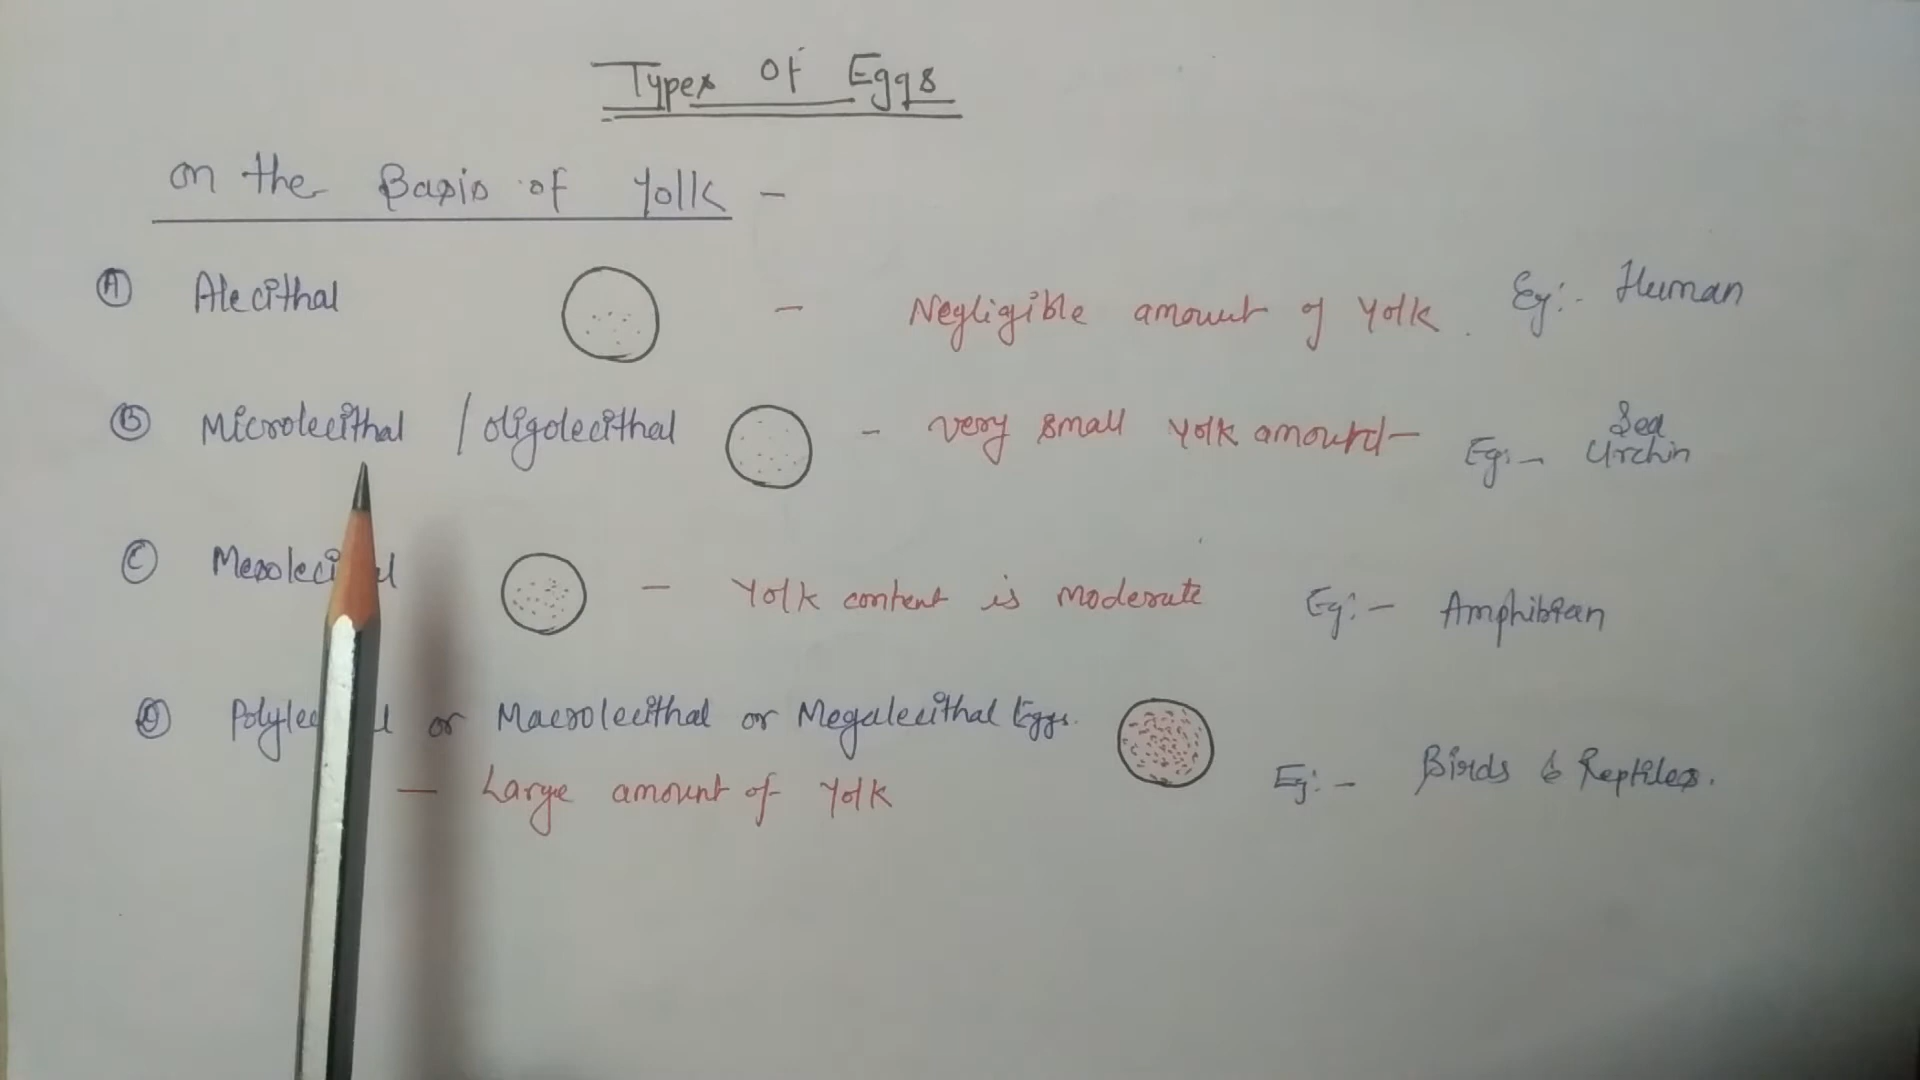 Types of Eggs
on the Basis of Yolk -
A Alecithal - Negligible amount of Yolk. Eg:- Human
B Microlecithal / oligolecithal - very small Yolk amount- Eg:- Sea Urchin
C - Yolk content is moderate Eg:- Amphibian
D or Macrolecithal or Megalecithal Eggs.
- Large amount of Yolk Eg:- Birds & Reptiles.